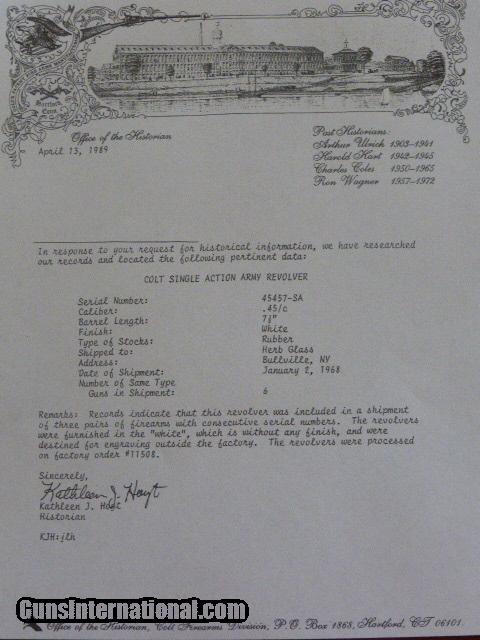 Hartford
Conn
Office of the Historian
April 13, 1989
Past Historians:
Arthur Ulrich 1903-1941
Harold Hart 1942-1945
Charles Coles 1950-1965
Ron Wagner 1957-1972
In response to your request for historical information, we have researched
our records and located the following pertinent data:
COLT SINGLE ACTION ARMY REVOLVER
Serial Number: 45457-SA
Caliber: .45/c
Barrel Length: 7½"
Finish: White
Type of Stocks: Rubber
Shipped to: Herb Glass
Address: Bullville, NY
Date of Shipment: January 2, 1968
Number of Same Type
Guns in Shipment: 6
Remarks: Records indicate that this revolver was included in a shipment
of three pairs of firearms with consecutive serial numbers. The revolvers
were furnished in the "white", which is without any finish, and were
destined for engraving outside the factory. The revolvers were processed
on factory order #11508.
Sincerely,
Kathleen J. Hoyt
Kathleen J. Hoyt
Historian
KJH:jlh
GunsInternational.com
Office of the Historian, Colt Firearms Division, P.O. Box 1868, Hartford, CT 06101